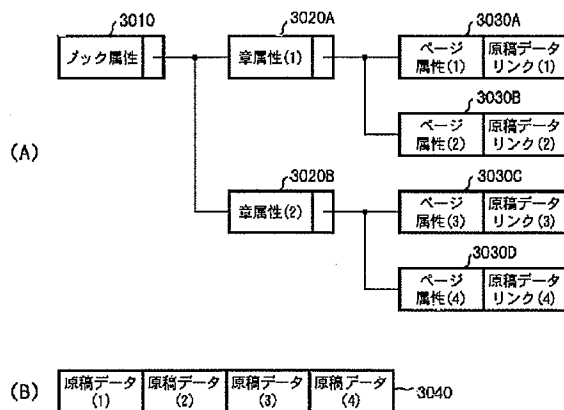 3010
3020A
3030A
ブック属性
章属性(1)
ページ
属性(1)
原稿データ
リンク(1)
3030B
ページ
属性(2)
原稿データ
リンク(2)
(A)
3020B
3030C
章属性(2)
ページ
属性(3)
原稿データ
リンク(3)
3030D
ページ
属性(4)
原稿データ
リンク(4)
(B)
原稿データ
(1)
原稿データ
(2)
原稿データ
(3)
原稿データ
(4)
3040